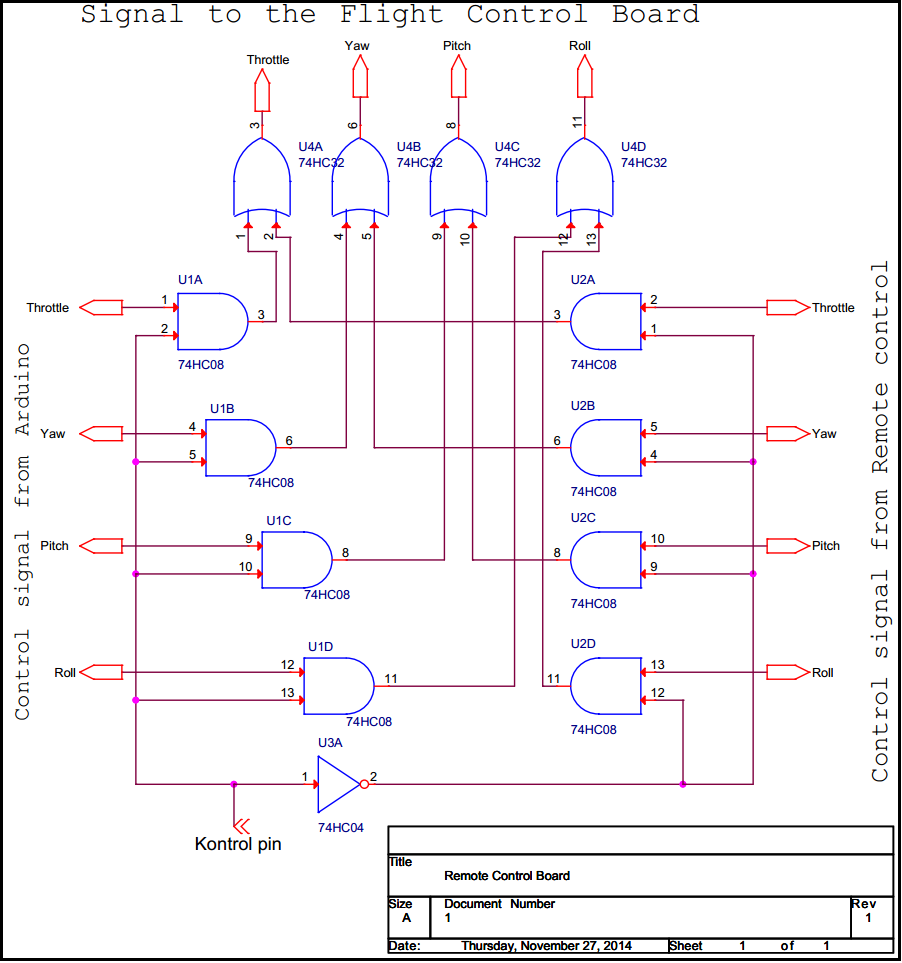 Signal to the Flight Control Board
Throttle
Yaw
Pitch
Roll
3
6
8
11
U4A
74HC32
U4B
74HC32
U4C
74HC32
U4D
74HC32
1
2
4
5
9
10
12
13
Control signal from Arduino
Control signal from Remote control
U1A
Throttle
1
2
3
74HC08
U2A
3
2
1
Throttle
74HC08
U1B
Yaw
4
5
6
74HC08
U2B
6
5
4
Yaw
74HC08
U1C
Pitch
9
10
8
74HC08
U2C
8
10
9
Pitch
74HC08
U1D
Roll
12
13
11
74HC08
U2D
11
13
12
Roll
74HC08
U3A
1
2
74HC04
Kontrol pin
Title
Remote Control Board
Size
A
Document Number
1
Rev
1
Date:
Thursday, November 27, 2014
Sheet 1 of 1